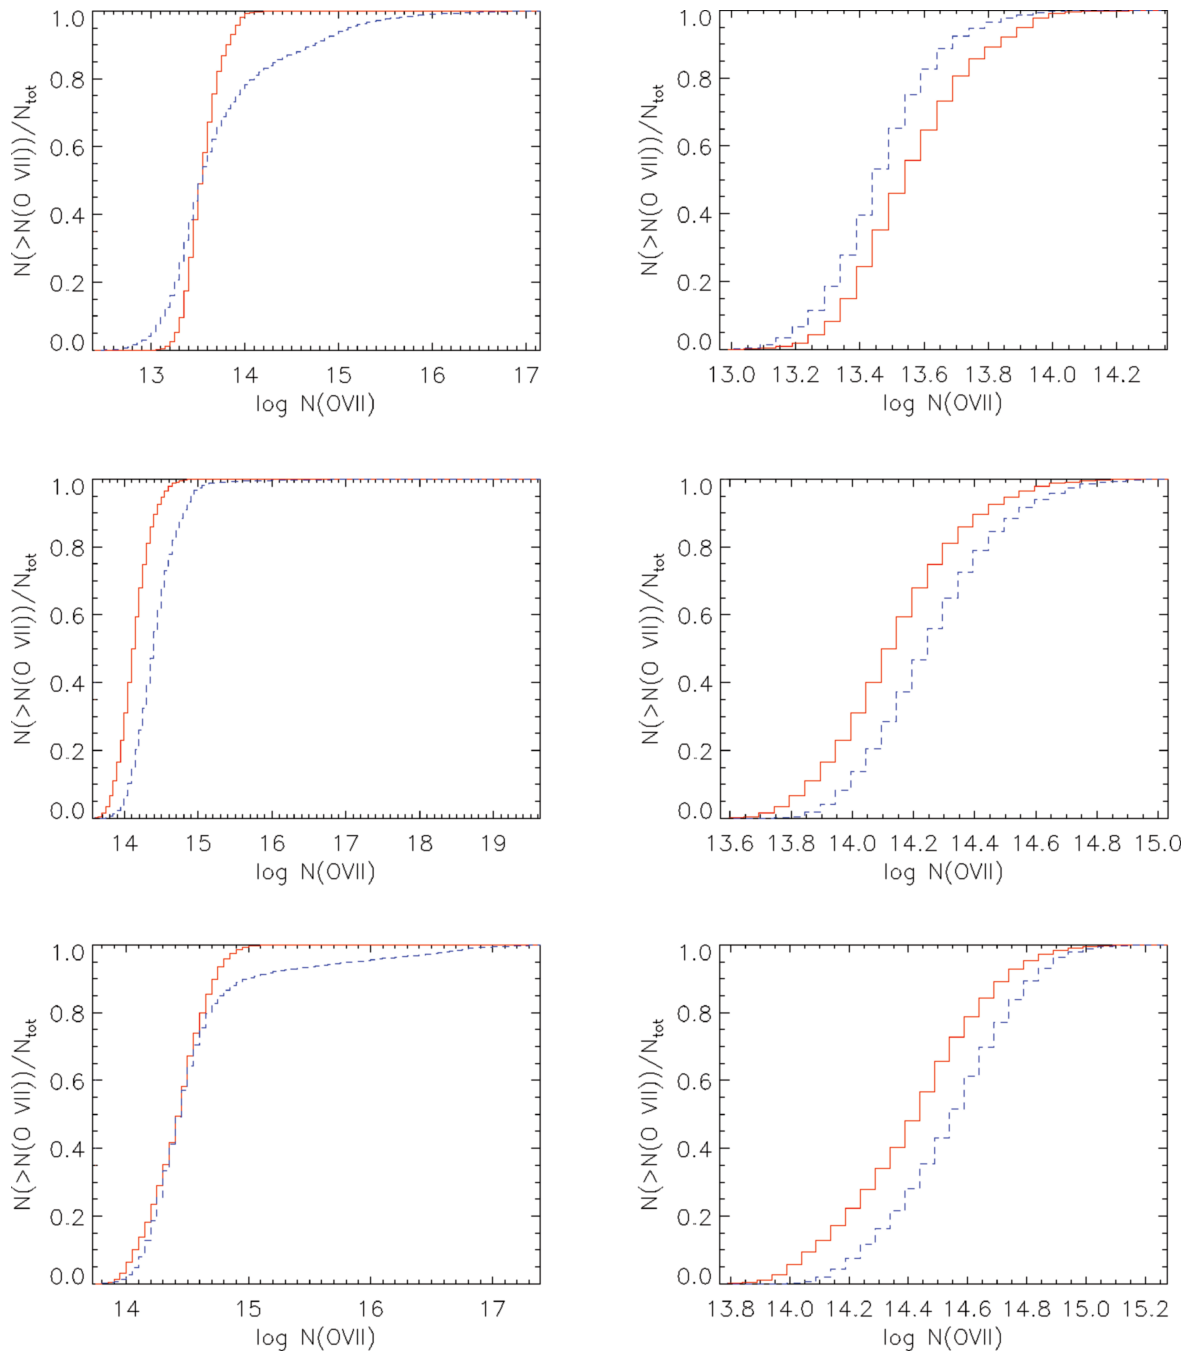 N(>N(O VII))/Ntot
1.0
0.8
0.6
0.4
0.2
0.0
13 14 15 16 17
log N(OVII)
N(>N(O VII))/Ntot
1.0
0.8
0.6
0.4
0.2
0.0
13.0 13.2 13.4 13.6 13.8 14.0 14.2
log N(OVII)
N(>N(O VII))/Ntot
1.0
0.8
0.6
0.4
0.2
0.0
14 15 16 17 18 19
log N(OVII)
N(>N(O VII))/Ntot
1.0
0.8
0.6
0.4
0.2
0.0
13.6 13.8 14.0 14.2 14.4 14.6 14.8 15.0
log N(OVII)
N(>N(O VII))/Ntot
1.0
0.8
0.6
0.4
0.2
0.0
14 15 16 17
log N(OVII)
N(>N(O VII))/Ntot
1.0
0.8
0.6
0.4
0.2
0.0
13.8 14.0 14.2 14.4 14.6 14.8 15.0 15.2
log N(OVII)